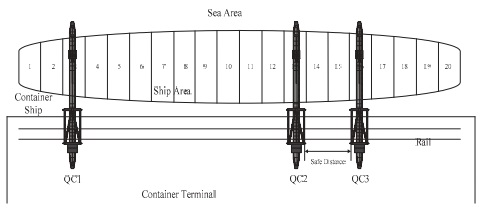 Sea Area
1 2 4 5 6 7 8 9 10 11 12 14 15 17 18 19 20
Ship Area
Container
Ship
Rail
Safe Distance
QC1 QC2 QC3
Container Terminal